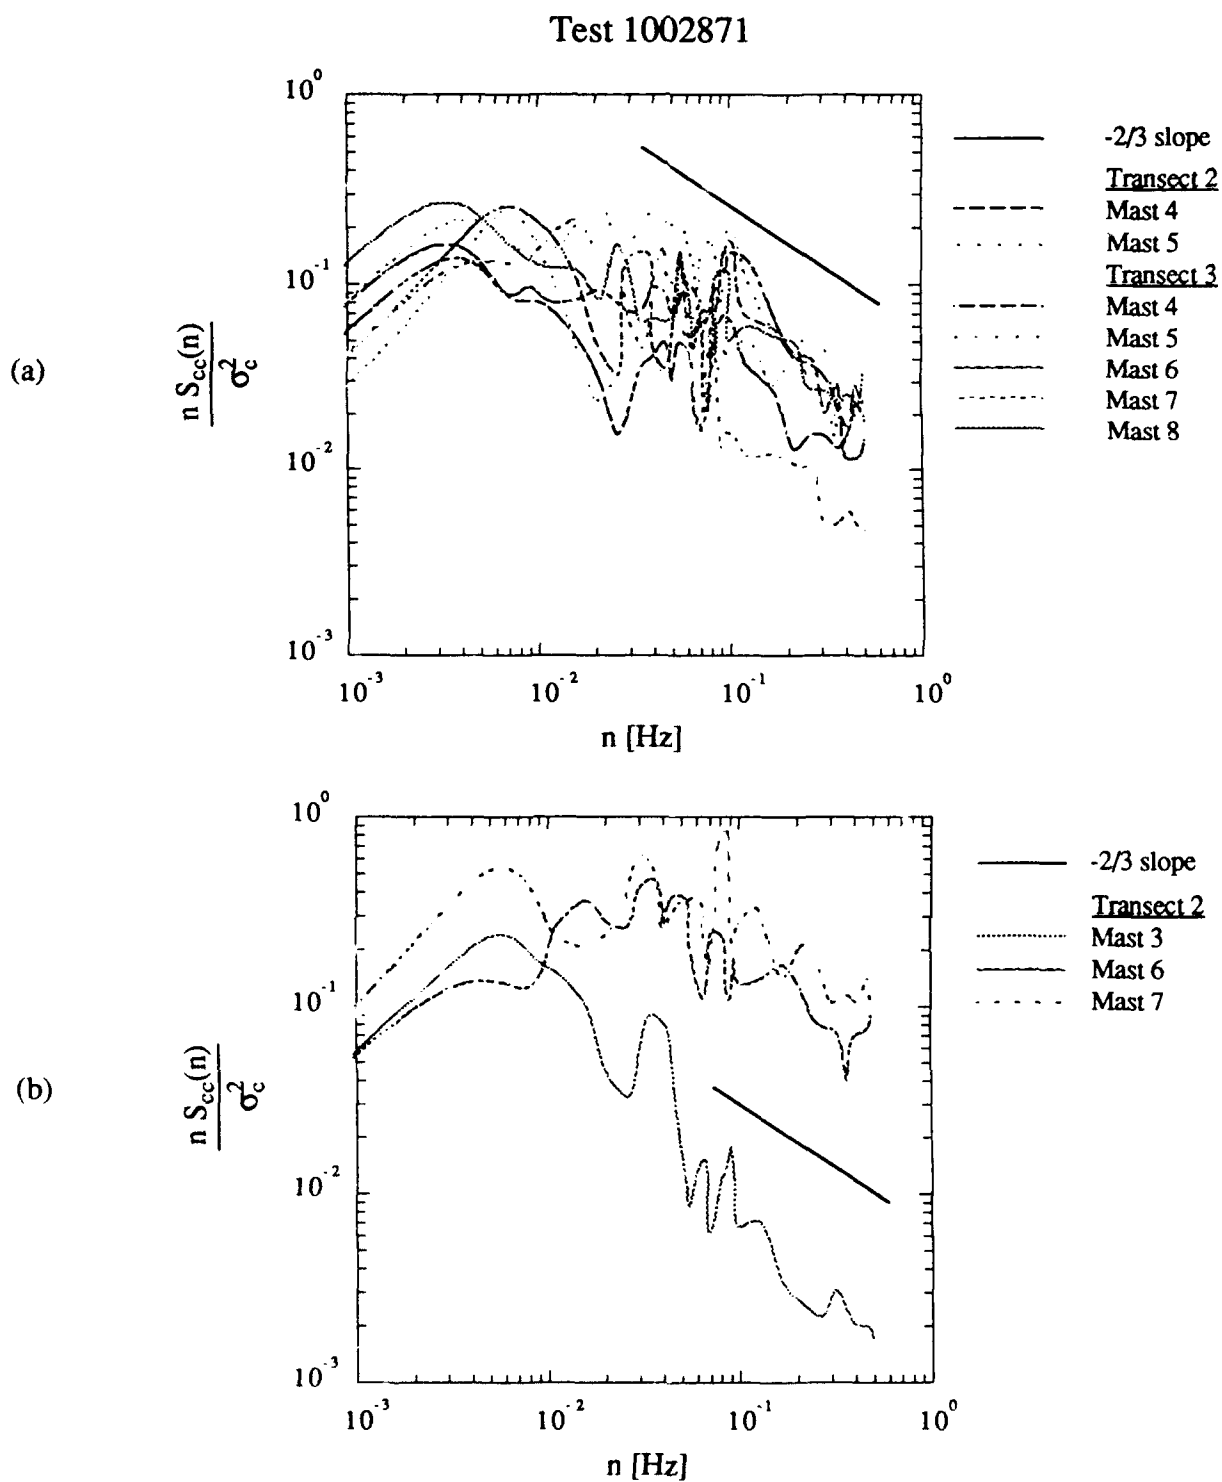 Test 1002871
(a)
n S_cc(n)
σ_c^2
10^0
10^-1
10^-2
10^-3
10^-3
10^-2
10^-1
10^0
n [Hz]
-2/3 slope
Transect 2
Mast 4
Mast 5
Transect 3
Mast 4
Mast 5
Mast 6
Mast 7
Mast 8
(b)
n S_cc(n)
σ_c^2
10^0
10^-1
10^-2
10^-3
10^-3
10^-2
10^-1
10^0
n [Hz]
-2/3 slope
Transect 2
Mast 3
Mast 6
Mast 7